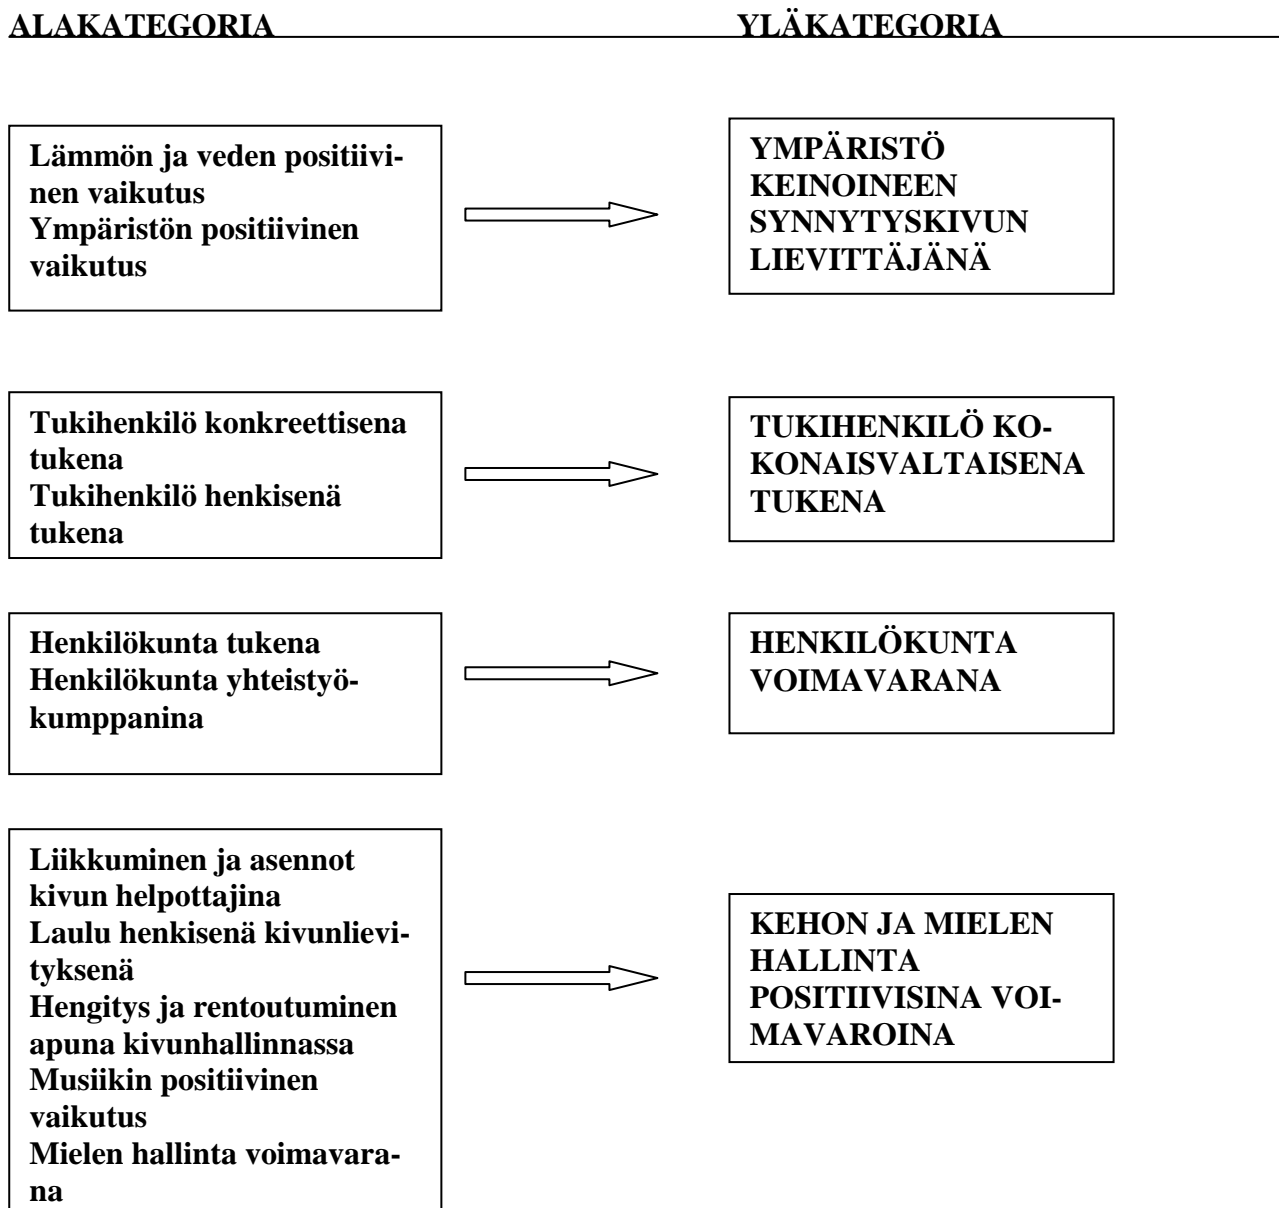 ALAKATEGORIA YLÄKATEGORIA
Lämmön ja veden positiivi-
nen vaikutus
Ympäristön positiivinen
vaikutus
YMPÄRISTÖ
KEINOINEEN
SYNNYTYSKIVUN
LIEVITTÄJÄNÄ
Tukihenkilö konkreettisena
tukena
Tukihenkilö henkisenä
tukena
TUKIHENKILÖ KO-
KONAISVALTAISENA
TUKENA
Henkilökunta tukena
Henkilökunta yhteistyö-
kumppanina
HENKILÖKUNTA
VOIMAVARANA
Liikkuminen ja asennot
kivun helpottajina
Laulu henkisenä kivunlievi-
tyksenä
Hengitys ja rentoutuminen
apuna kivunhallinnassa
Musiikin positiivinen
vaikutus
Mielen hallinta voimavara-
na
KEHON JA MIELEN
HALLINTA
POSITIIVISINA VOI-
MAVAROINA